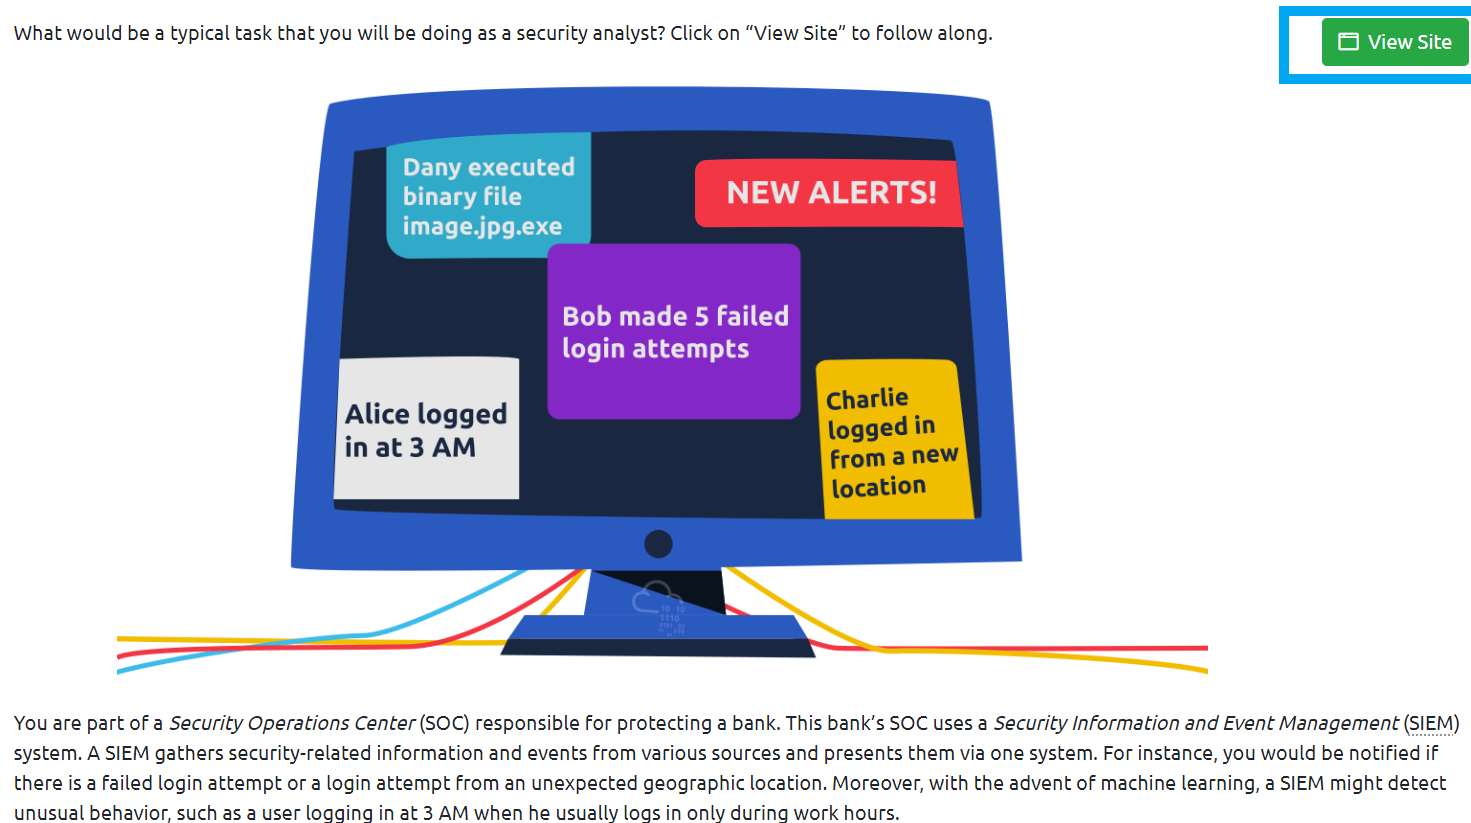 What would be a typical task that you will be doing as a security analyst? Click on “View Site” to follow along.
View Site
Dany executed
binary file
image.jpg.exe
NEW ALERTS!
Bob made 5 failed
login attempts
Alice logged
in at 3 AM
Charlie
logged in
from a new
location
10 10
1110
You are part of a Security Operations Center (SOC) responsible for protecting a bank. This bank’s SOC uses a Security Information and Event Management (SIEM)
system. A SIEM gathers security-related information and events from various sources and presents them via one system. For instance, you would be notified if
there is a failed login attempt or a login attempt from an unexpected geographic location. Moreover, with the advent of machine learning, a SIEM might detect
unusual behavior, such as a user logging in at 3 AM when he usually logs in only during work hours.